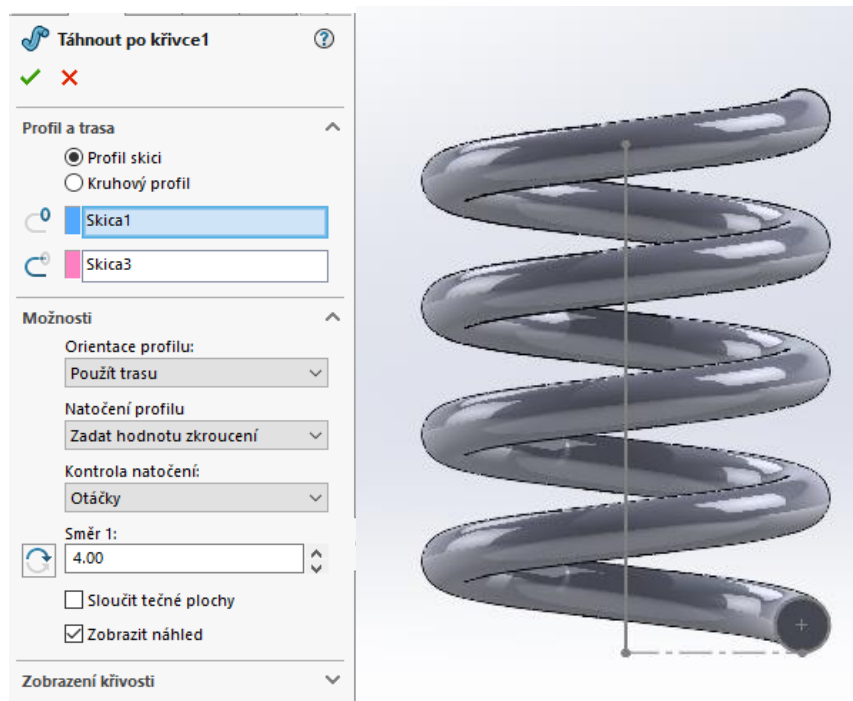 Táhnout po křivce1
Profil a trasa
Profil skici
Kruhový profil
Skica1
Skica3
Možnosti
Orientace profilu:
Použít trasu
Natočení profilu
Zadat hodnotu zkroucení
Kontrola natočení:
Otáčky
Směr 1:
4.00
Sloučit tečné plochy
Zobrazit náhled
Zobrazení křivosti